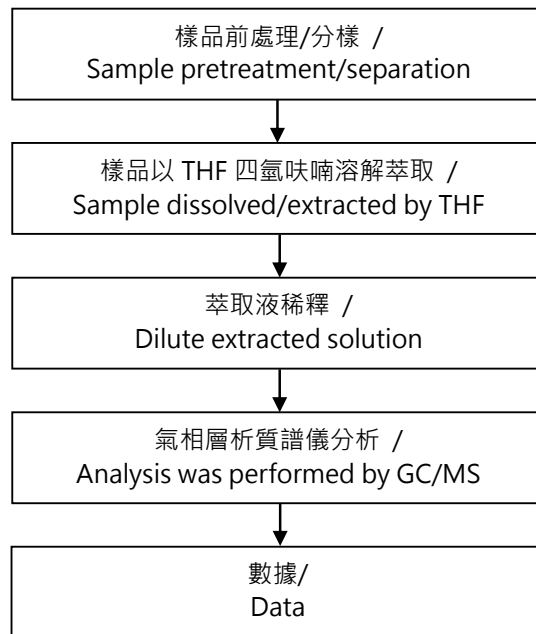 樣品前處理/分樣 /
Sample pretreatment/separation
樣品以 THF 四氫呋喃溶解萃取 /
Sample dissolved/extracted by THF
萃取液稀釋 /
Dilute extracted solution
氣相層析質譜儀分析 /
Analysis was performed by GC/MS
數據/
Data